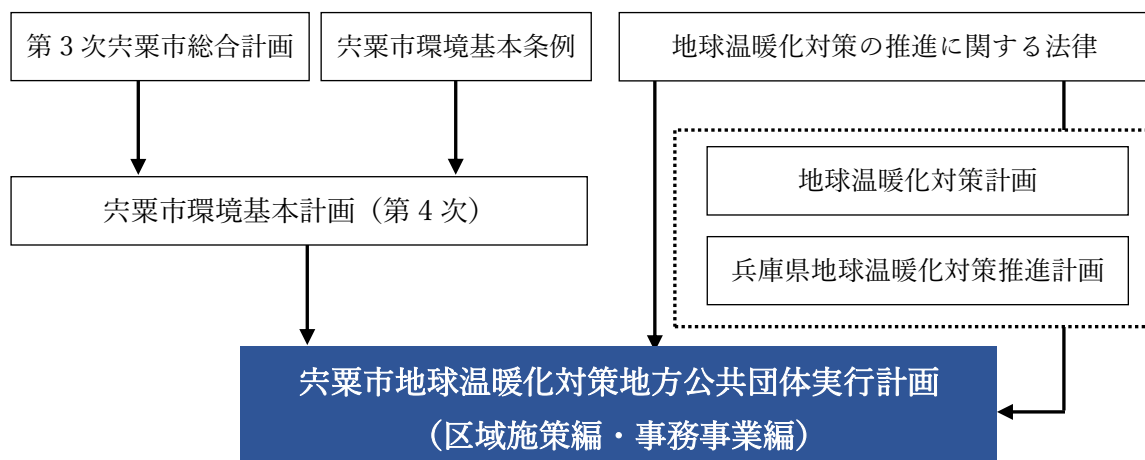 第3次宍粟市総合計画
宍粟市環境基本条例
地球温暖化対策の推進に関する法律
地球温暖化対策計画
宍粟市環境基本計画（第4次）
兵庫県地球温暖化対策推進計画
宍粟市地球温暖化対策地方公共団体実行計画
（区域施策編・事務事業編）